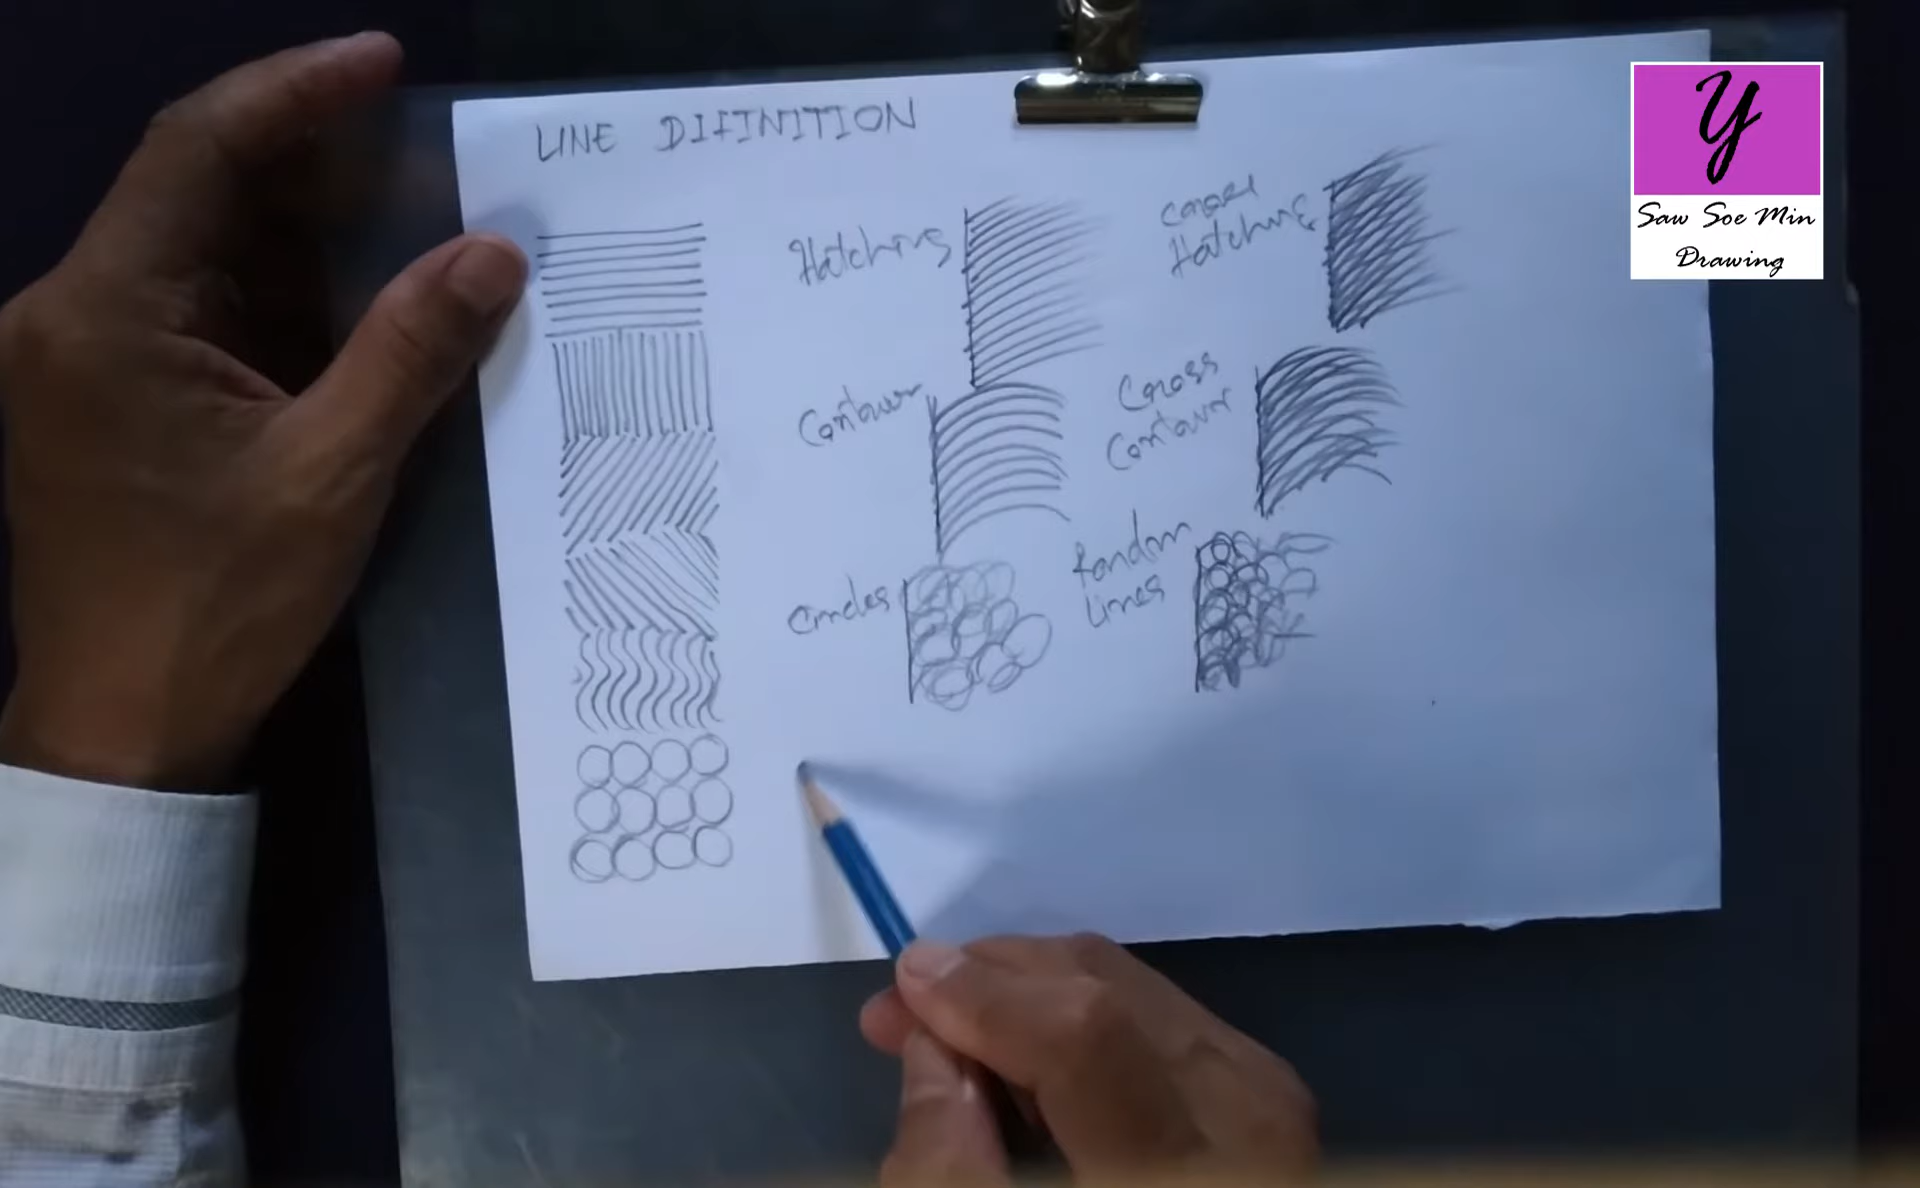 LINE DIFINITION
Hatching
Cross
Hatching
Contour
Cross
Contour
Circles
Random
Lines
Y
Saw Soe Min
Drawing